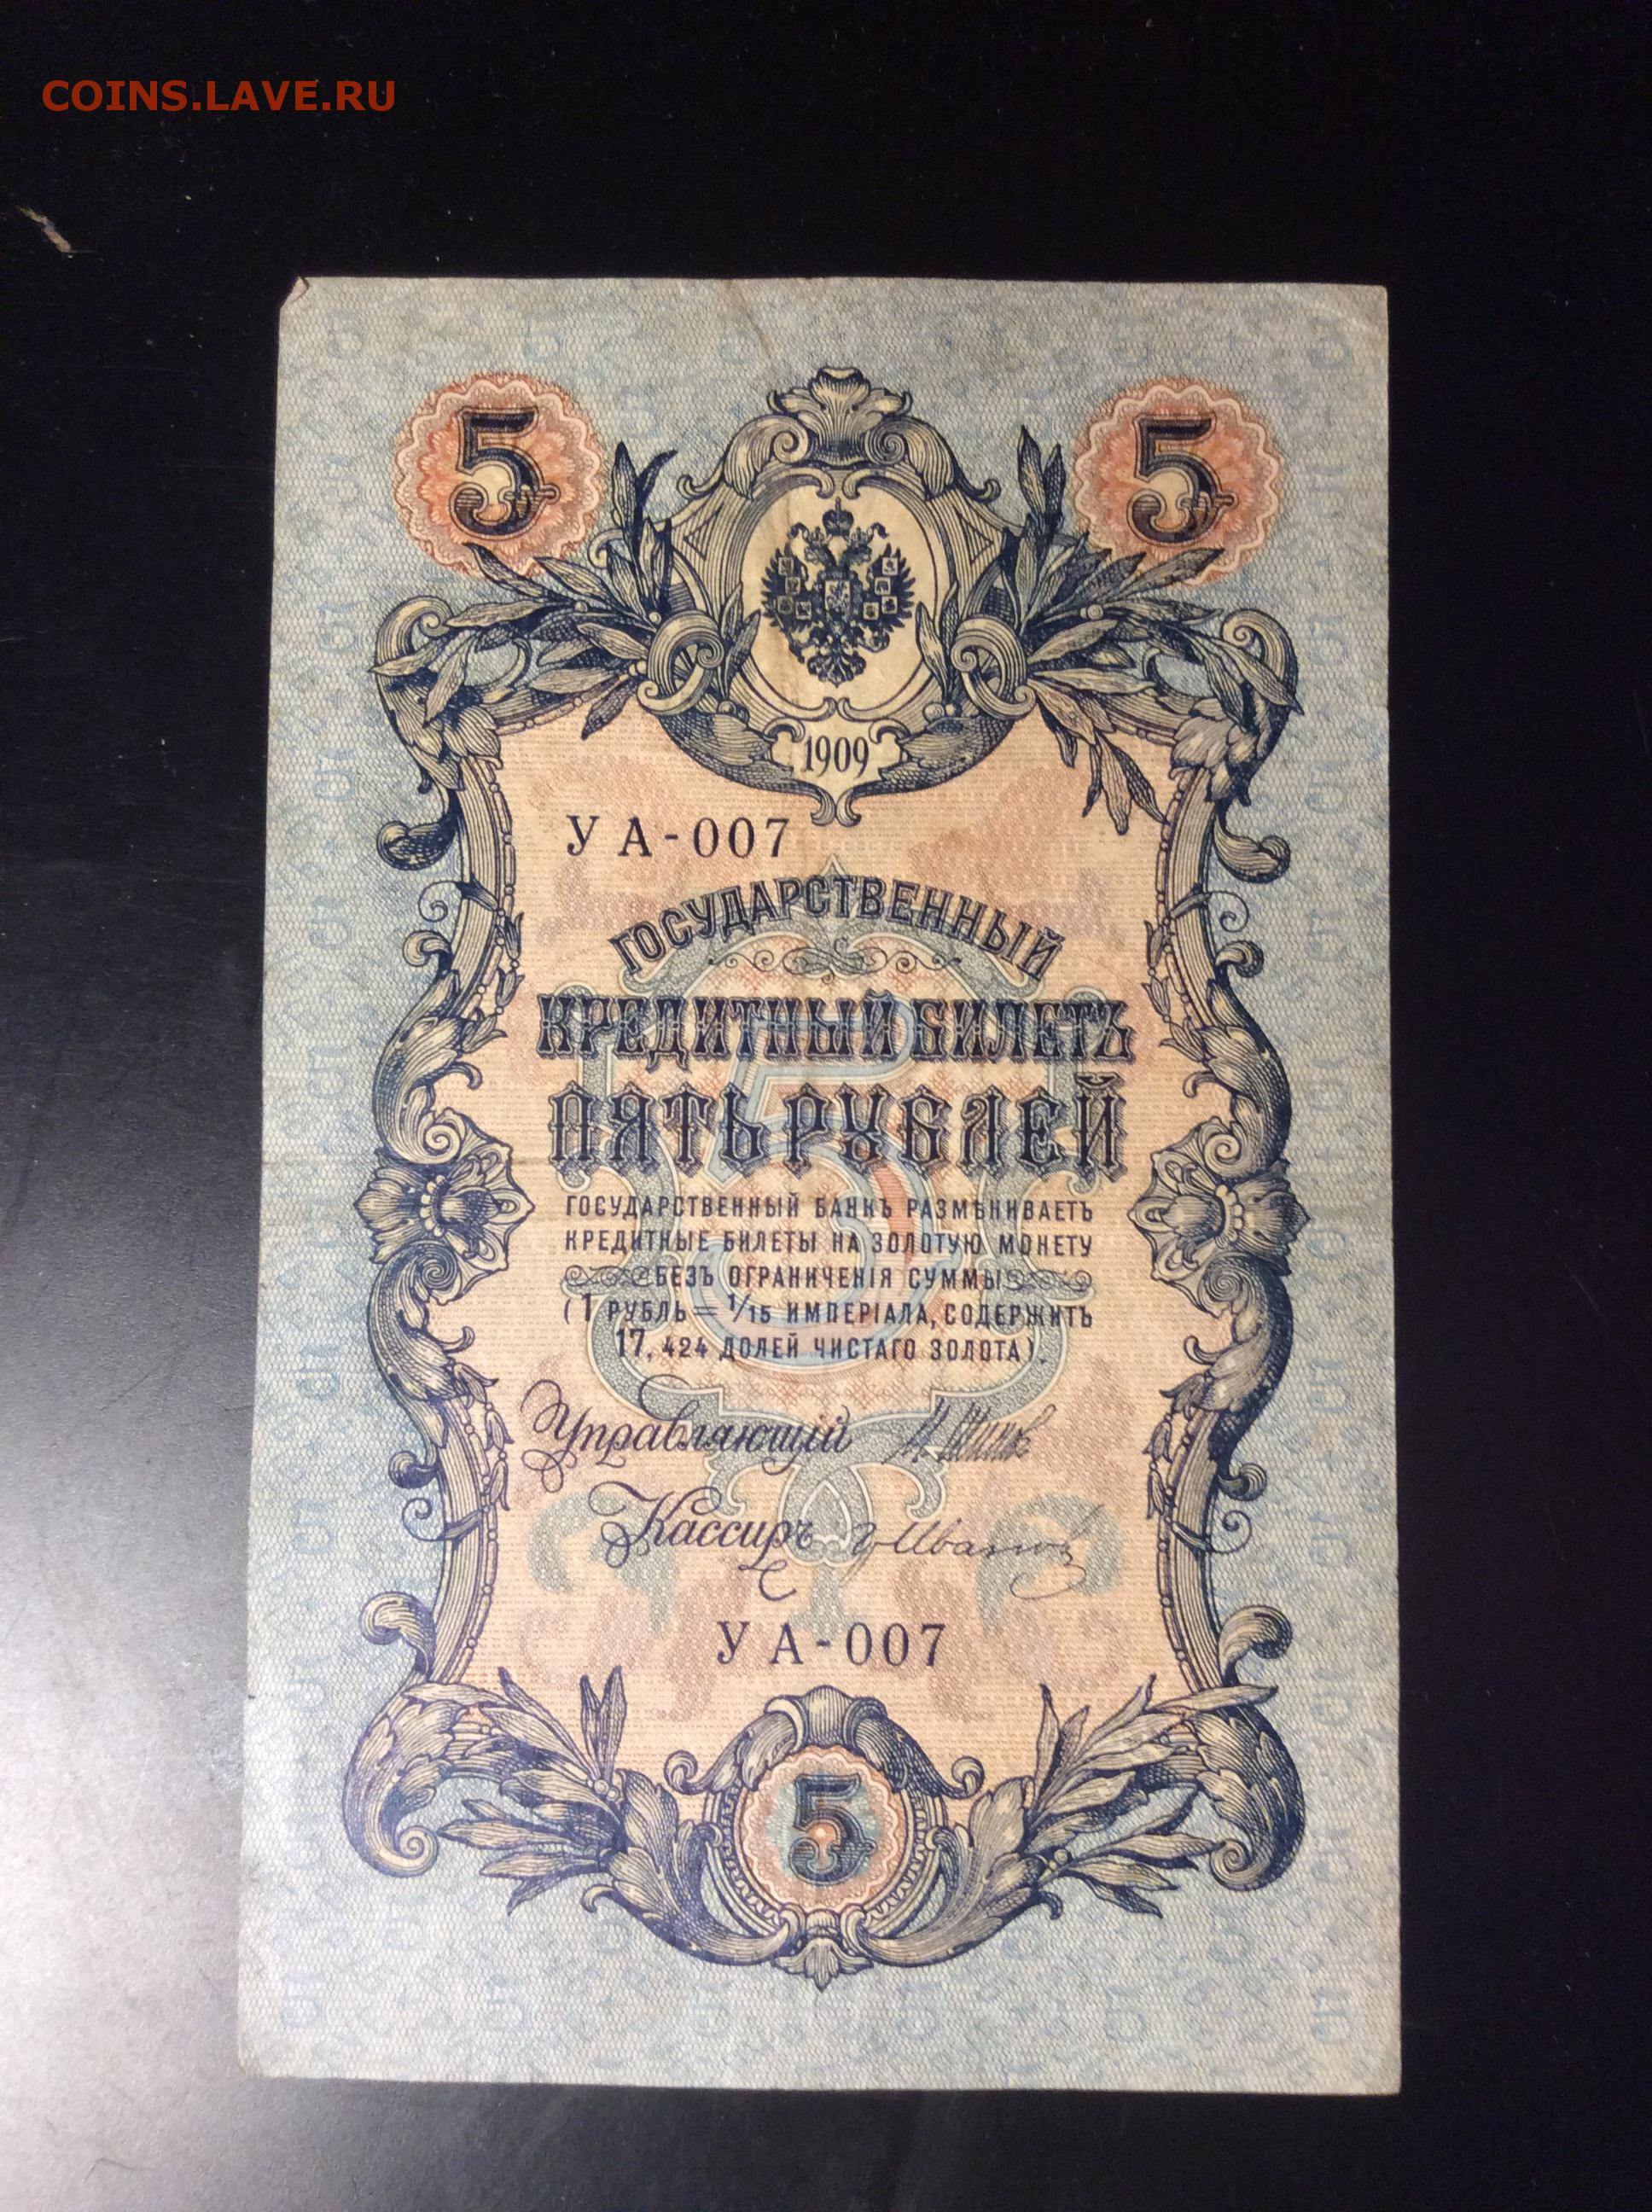 COINS.LAVE.RU
5 5
1909
УА-007
ГОСУДАРСТВЕННЫЙ
КРЕДИТНЫЙ БИЛЕТЪ
ПЯТЬ РУБЛЕЙ
ГОСУДАРСТВЕННЫЙ БАНКЪ РАЗМѢНИВАЕТЪ
КРЕДИТНЫЕ БИЛЕТЫ НА ЗОЛОТУЮ МОНЕТУ
БЕЗЪ ОГРАНИЧЕНІЯ СУММЫ
(1 РУБЛЬ = 1/15 ИМПЕРІАЛА, СОДЕРЖИТЪ
17,424 ДОЛЕЙ ЧИСТАГО ЗОЛОТА).
Управляющій
Кассиръ Гр Иванов
УА-007
5